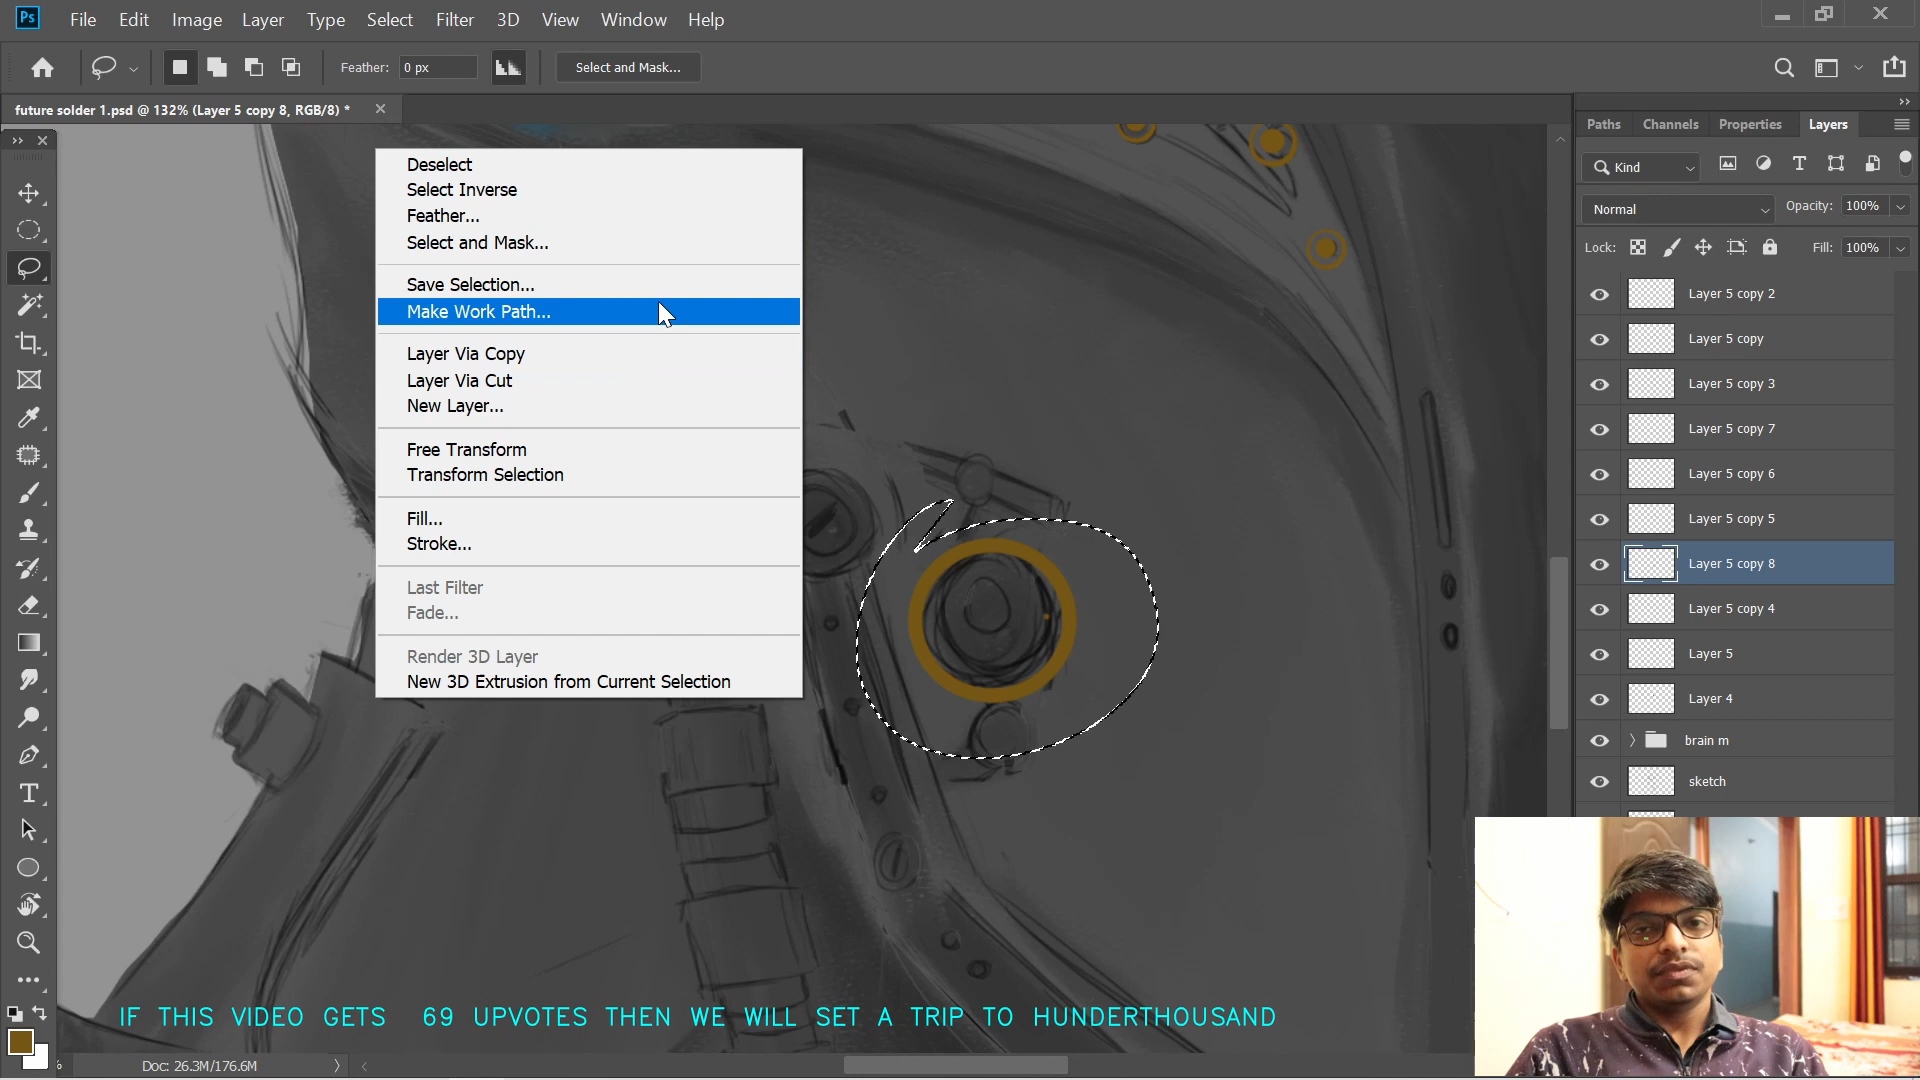 Ps File Edit Image Layer Type Select Filter 3D View Window Help
Feather: 0 px Select and Mask...
future solder 1.psd @ 132% (Layer 5 copy 8, RGB/8) *
Paths Channels Properties Layers
Kind
Normal Opacity: 100%
Lock: Fill: 100%
Deselect
Select Inverse
Feather...
Select and Mask...
Save Selection...
Make Work Path...
Layer Via Copy
Layer Via Cut
New Layer...
Free Transform
Transform Selection
Fill...
Stroke...
Last Filter
Fade...
Render 3D Layer
New 3D Extrusion from Current Selection
Layer 5 copy 2
Layer 5 copy
Layer 5 copy 3
Layer 5 copy 7
Layer 5 copy 6
Layer 5 copy 5
Layer 5 copy 8
Layer 5 copy 4
Layer 5
Layer 4
brain m
sketch
IF THIS VIDEO GETS 69 UPVOTES THEN WE WILL SET A TRIP TO HUNDERTHOUSAND
% Doc: 26.3M/176.6M